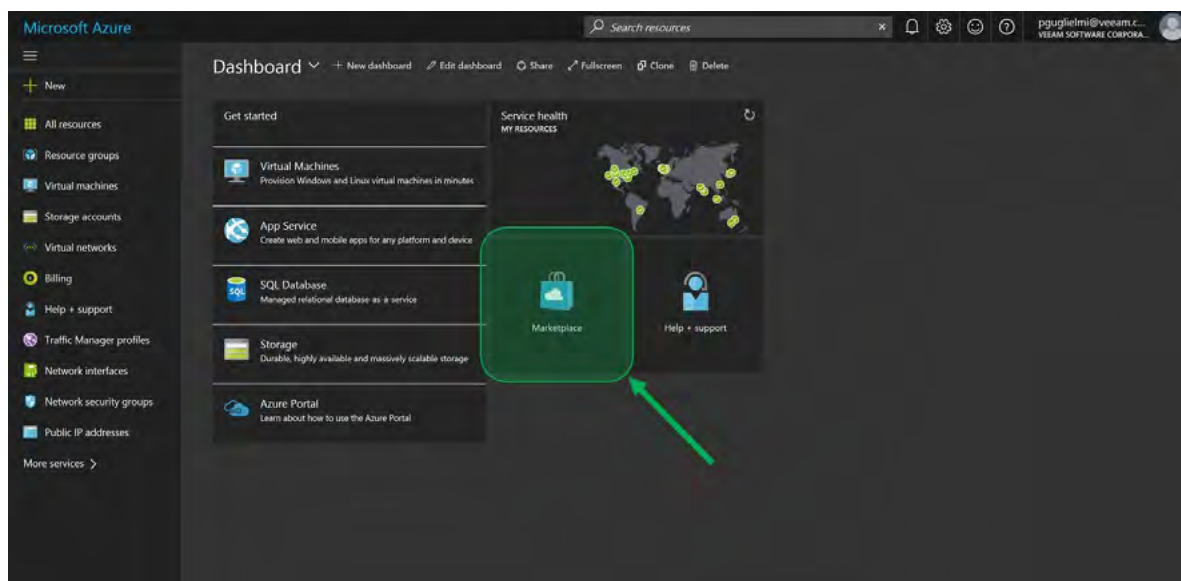 Microsoft Azure
Search resources
pguglielmi@veeam.c...
VEEAM SOFTWARE CORPORA...
New
All resources
Resource groups
Virtual machines
Storage accounts
Virtual networks
Billing
Help + support
Traffic Manager profiles
Network interfaces
Network security groups
Public IP addresses
More services
Dashboard
+ New dashboard Edit dashboard Share Fullscreen Clone Delete
Get started
Virtual Machines
Provision Windows and Linux virtual machines in minutes
App Service
Create web and mobile apps for any platform and device
SQL
SQL Database
Managed relational database as a service
Storage
Durable, highly available and massively scalable storage
Azure Portal
Learn about how to use the Azure Portal
Service health
MY RESOURCES
Marketplace
Help + support